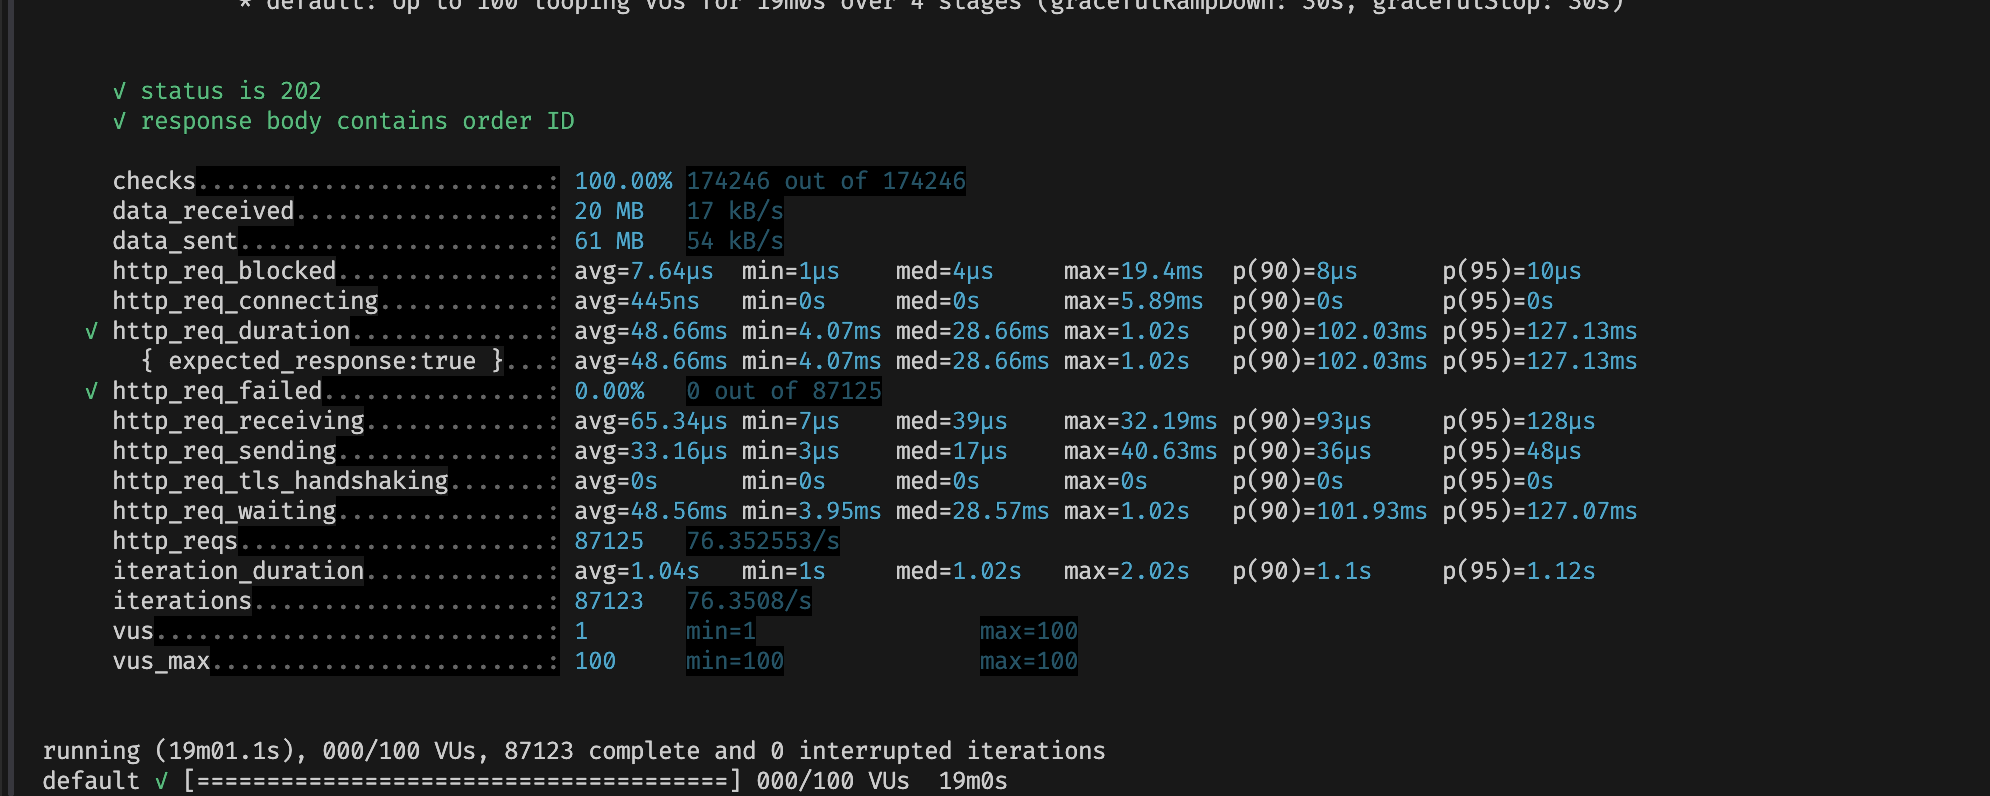 * default: Up to 100 looping VUs for 19m0s over 4 stages (gracefulRampDown: 30s, gracefulStop: 30s)
√ status is 202
√ response body contains order ID
checks.........................: 100.00% 174246 out of 174246
data_received..................: 20 MB 17 kB/s
data_sent......................: 61 MB 54 kB/s
http_req_blocked...............: avg=7.64µs min=1µs med=4µs max=19.4ms p(90)=8µs p(95)=10µs
http_req_connecting............: avg=445ns min=0s med=0s max=5.89ms p(90)=0s p(95)=0s
√ http_req_duration..............: avg=48.66ms min=4.07ms med=28.66ms max=1.02s p(90)=102.03ms p(95)=127.13ms
{ expected_response:true }...: avg=48.66ms min=4.07ms med=28.66ms max=1.02s p(90)=102.03ms p(95)=127.13ms
√ http_req_failed................: 0.00% 0 out of 87125
http_req_receiving.............: avg=65.34µs min=7µs med=39µs max=32.19ms p(90)=93µs p(95)=128µs
http_req_sending...............: avg=33.16µs min=3µs med=17µs max=40.63ms p(90)=36µs p(95)=48µs
http_req_tls_handshaking.......: avg=0s min=0s med=0s max=0s p(90)=0s p(95)=0s
http_req_waiting...............: avg=48.56ms min=3.95ms med=28.57ms max=1.02s p(90)=101.93ms p(95)=127.07ms
http_reqs......................: 87125 76.352553/s
iteration_duration.............: avg=1.04s min=1s med=1.02s max=2.02s p(90)=1.1s p(95)=1.12s
iterations.....................: 87123 76.3508/s
vus............................: 1 min=1 max=100
vus_max........................: 100 min=100 max=100
running (19m01.1s), 000/100 VUs, 87123 complete and 0 interrupted iterations
default √ [======================================] 000/100 VUs 19m0s